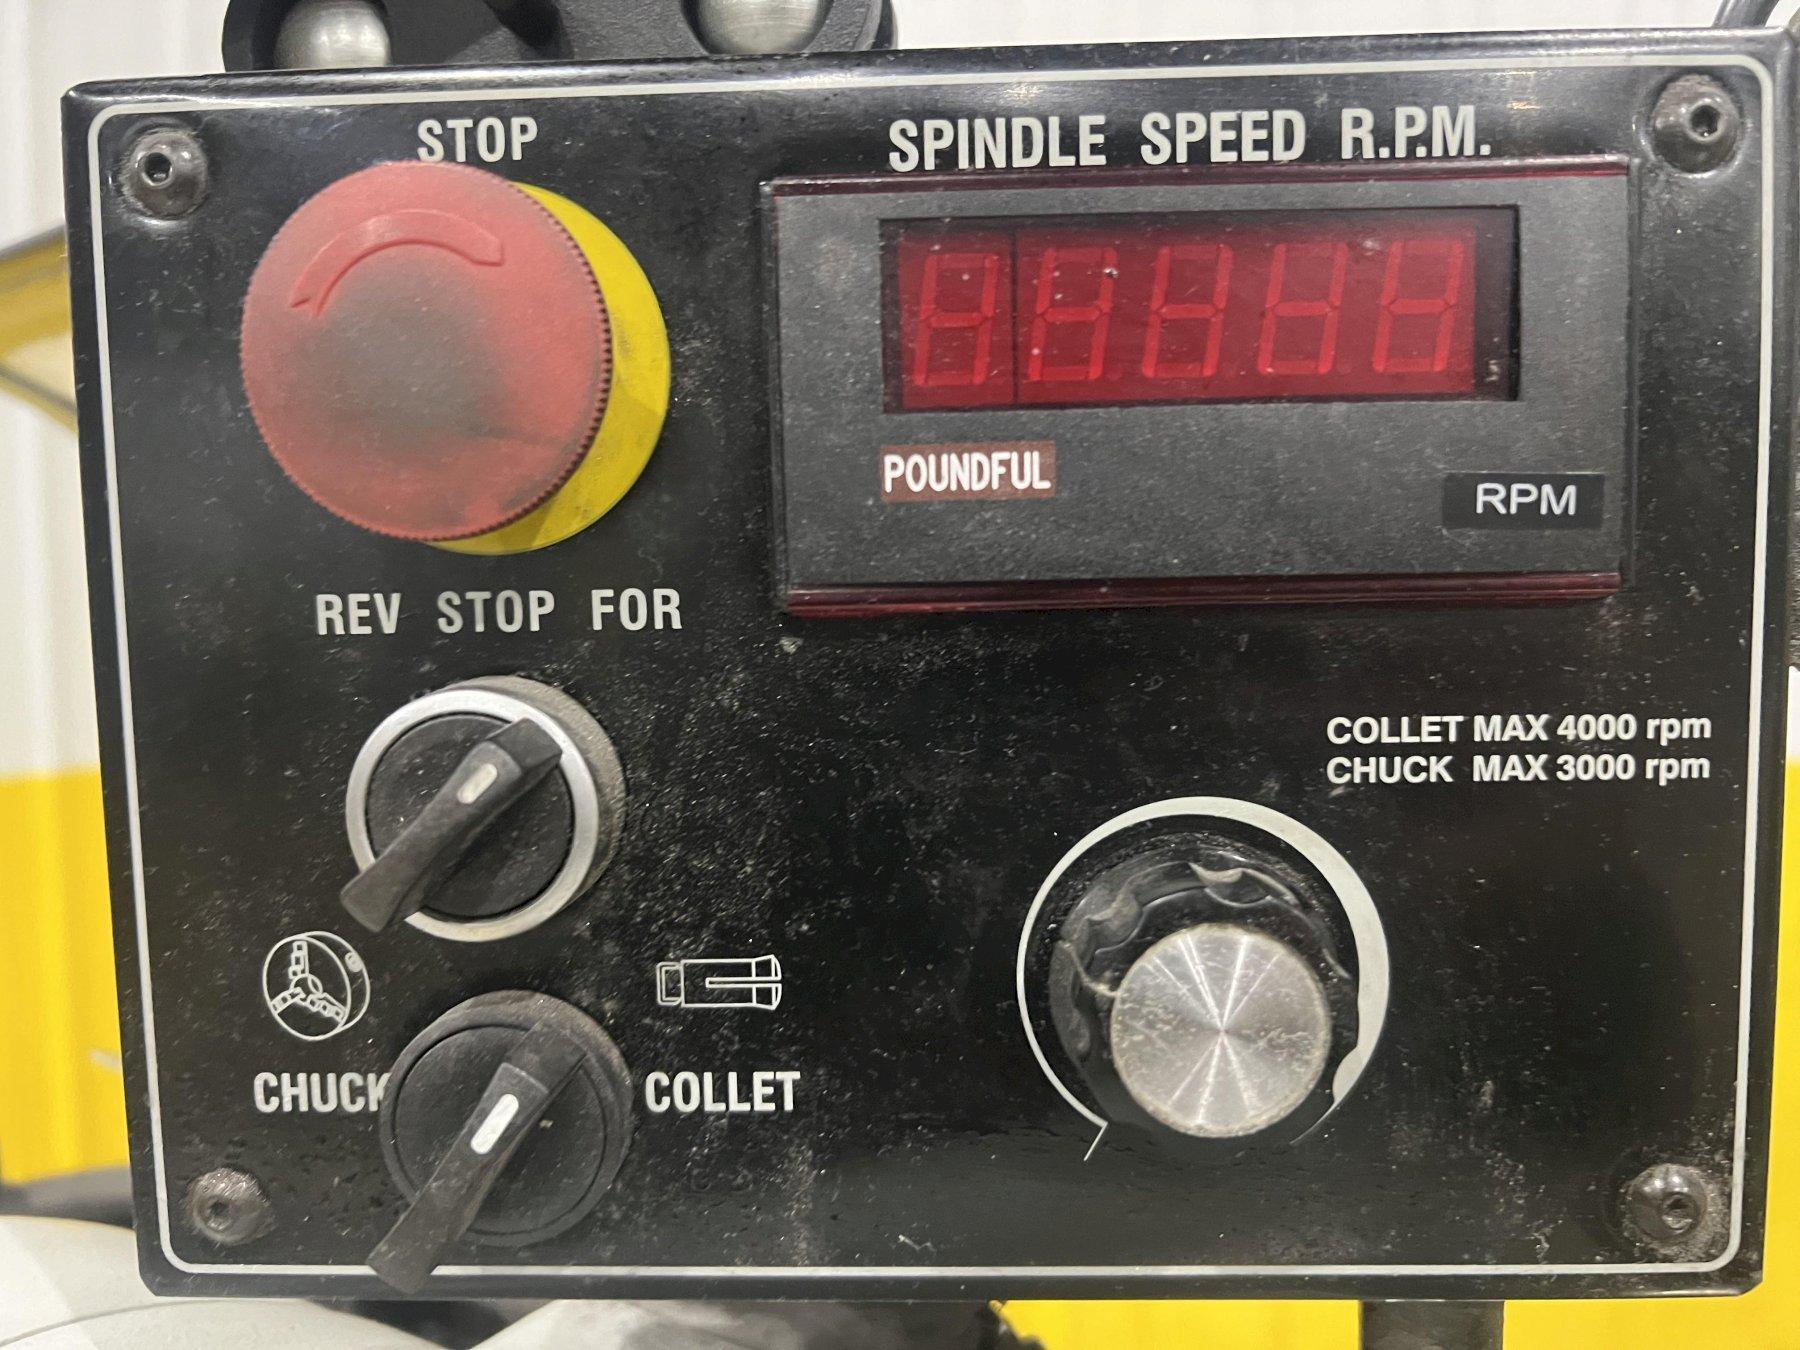 STOP
SPINDLE SPEED R.P.M.
POUNDFUL
RPM
REV STOP FOR
COLLET MAX 4000 rpm
CHUCK MAX 3000 rpm
CHUCK
COLLET